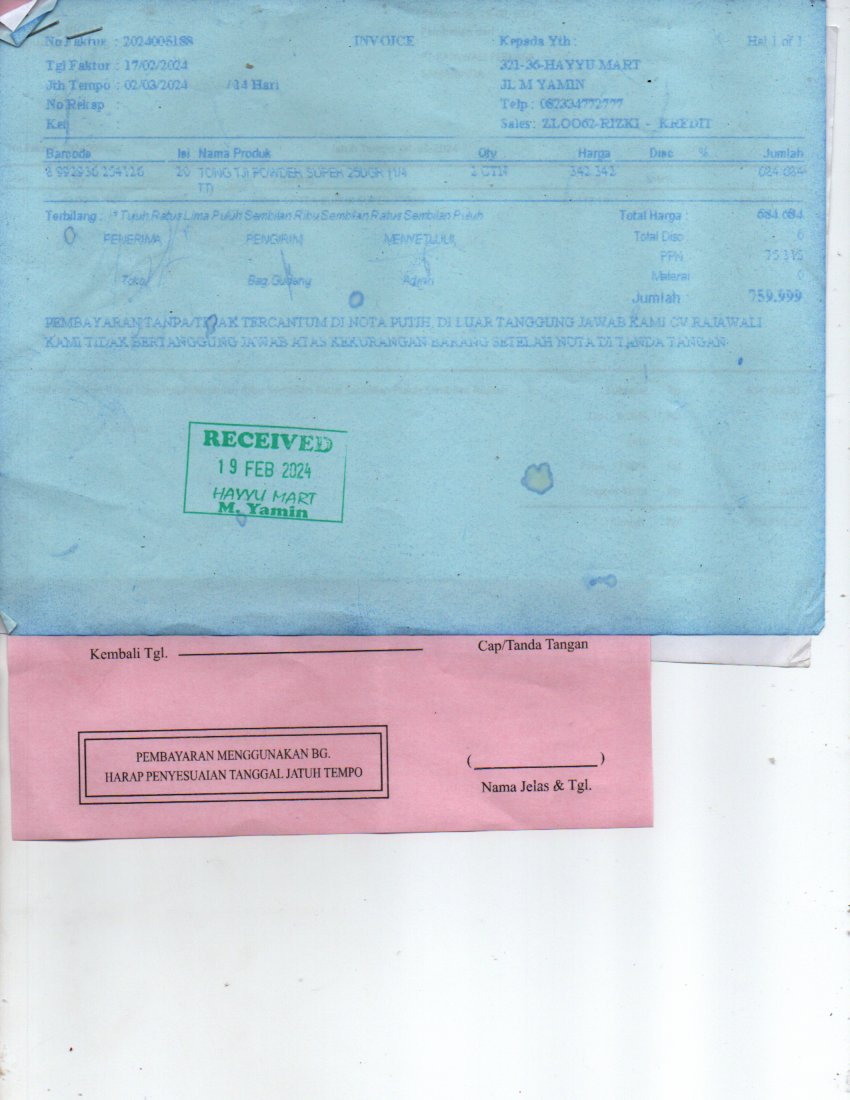 No Faktur : 2024005188 INVOICE Kepada Yth : Hal 1 of 1
Tgl Faktur : 17/02/2024 321-36-HAYYU MART
Jth Tempo : 02/03/2024 / 14 Hari JL M YAMIN
No Rekap : Telp : 082334772777
Ket Sales: ZLOO62-RIZKI - KREDIT
Barcode Isi Nama Produk Qty Harga Disc % Jumlah
8 992936 254116 20 TONG TJI POWDER SUPER 250GR 11/4 2 CTN 342.342 684.684
TD
Terbilang : * Tujuh Ratus Lima Puluh Sembilan Ribu Sembilan Ratus Sembilan Puluh Total Harga : 684.684
PENERIMA PENGIRIM MENYETUJUI Total Disc 0
PPN 75.315
Toko Bag. Gudang Admin Materai 0
Jumlah : 759.999
PEMBAYARAN TANPA/TIDAK TERCANTUM DI NOTA PUTIH, DI LUAR TANGGUNG JAWAB KAMI CV RAJAWALI
KAMI TIDAK BERTANGGUNG JAWAB ATAS KEKURANGAN BARANG SETELAH NOTA DI TANDA TANGAN
RECEIVED
19 FEB 2024
HAYYU MART
M. Yamin
Kembali Tgl. Cap/Tanda Tangan
PEMBAYARAN MENGGUNAKAN BG.
HARAP PENYESUAIAN TANGGAL JATUH TEMPO
( )
Nama Jelas & Tgl.